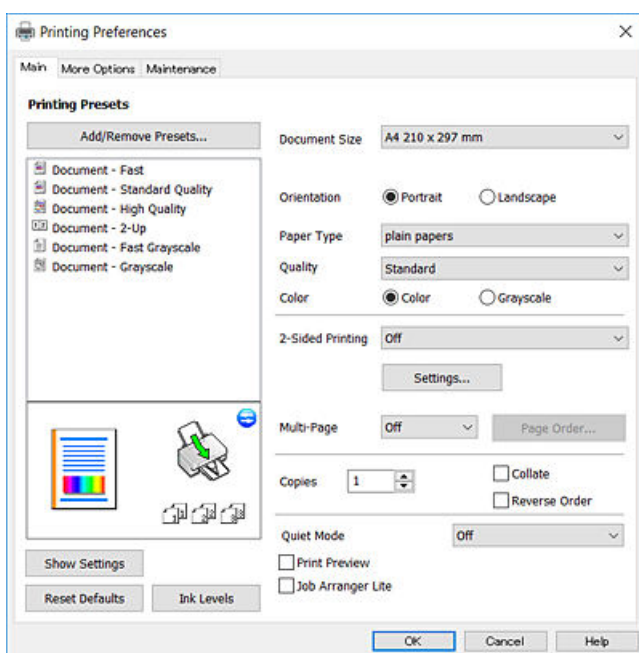 Printing Preferences
Main More Options Maintenance
Printing Presets
Add/Remove Presets...
Document - Fast
Document - Standard Quality
Document - High Quality
Document - 2-Up
Document - Fast Grayscale
Document - Grayscale
Show Settings
Reset Defaults Ink Levels
Document Size A4 210 x 297 mm
Orientation Portrait Landscape
Paper Type plain papers
Quality Standard
Color Color Grayscale
2-Sided Printing Off
Settings...
Multi-Page Off Page Order...
Copies 1 Collate
Reverse Order
Quiet Mode Off
Print Preview
Job Arranger Lite
OK Cancel Help